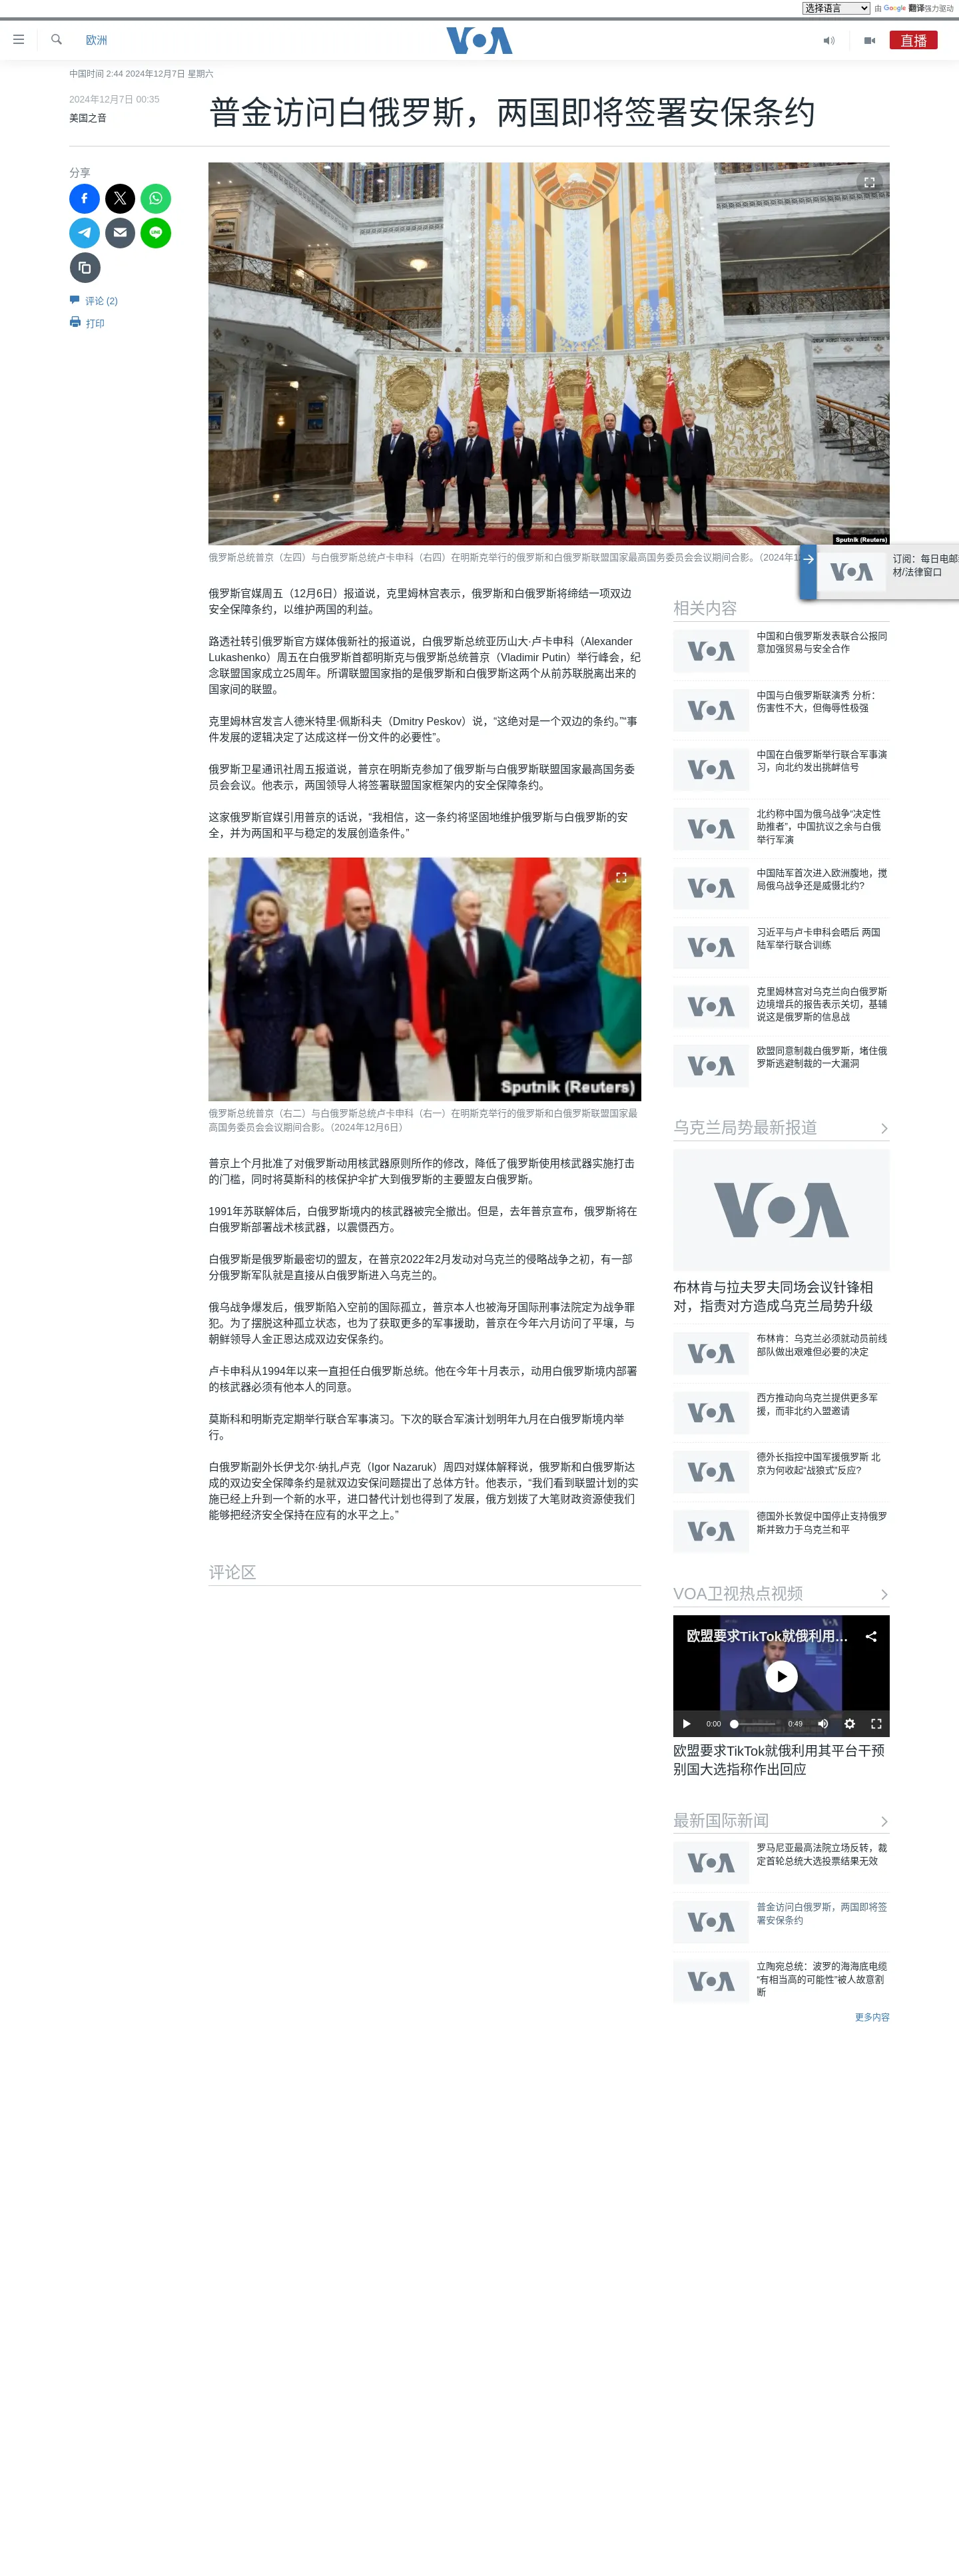 选择语言 由 Google 翻译强力驱动
欧洲
VOA
直播
中国时间 2:44 2024年12月7日 星期六
2024年12月7日 00:35
美国之音
普金访问白俄罗斯，两国即将签署安保条约
分享
评论 (2)
打印
Sputnik (Reuters)
俄罗斯总统普京（左四）与白俄罗斯总统卢卡申科（右四）在明斯克举行的俄罗斯和白俄罗斯联盟国家最高国务委员会会议期间合影。（2024年1
订阅：每日电邮
材/法律窗口
VOA
俄罗斯官媒周五（12月6日）报道说，克里姆林宫表示，俄罗斯和白俄罗斯将缔结一项双边
安全保障条约，以维护两国的利益。
路透社转引俄罗斯官方媒体俄新社的报道说，白俄罗斯总统亚历山大·卢卡申科（Alexander
Lukashenko）周五在白俄罗斯首都明斯克与俄罗斯总统普京（Vladimir Putin）举行峰会，纪
念联盟国家成立25周年。所谓联盟国家指的是俄罗斯和白俄罗斯这两个从前苏联脱离出来的
国家间的联盟。
克里姆林宫发言人德米特里·佩斯科夫（Dmitry Peskov）说，“这绝对是一个双边的条约。”“事
件发展的逻辑决定了达成这样一份文件的必要性”。
俄罗斯卫星通讯社周五报道说，普京在明斯克参加了俄罗斯与白俄罗斯联盟国家最高国务委
员会会议。他表示，两国领导人将签署联盟国家框架内的安全保障条约。
这家俄罗斯官媒引用普京的话说，“我相信，这一条约将坚固地维护俄罗斯与白俄罗斯的安
全，并为两国和平与稳定的发展创造条件。”
Sputnik (Reuters)
俄罗斯总统普京（右二）与白俄罗斯总统卢卡申科（右一）在明斯克举行的俄罗斯和白俄罗斯联盟国家最
高国务委员会会议期间合影。（2024年12月6日）
普京上个月批准了对俄罗斯动用核武器原则所作的修改，降低了俄罗斯使用核武器实施打击
的门槛，同时将莫斯科的核保护伞扩大到俄罗斯的主要盟友白俄罗斯。
1991年苏联解体后，白俄罗斯境内的核武器被完全撤出。但是，去年普京宣布，俄罗斯将在
白俄罗斯部署战术核武器，以震慑西方。
白俄罗斯是俄罗斯最密切的盟友，在普京2022年2月发动对乌克兰的侵略战争之初，有一部
分俄罗斯军队就是直接从白俄罗斯进入乌克兰的。
俄乌战争爆发后，俄罗斯陷入空前的国际孤立，普京本人也被海牙国际刑事法院定为战争罪
犯。为了摆脱这种孤立状态，也为了获取更多的军事援助，普京在今年六月访问了平壤，与
朝鲜领导人金正恩达成双边安保条约。
卢卡申科从1994年以来一直担任白俄罗斯总统。他在今年十月表示，动用白俄罗斯境内部署
的核武器必须有他本人的同意。
莫斯科和明斯克定期举行联合军事演习。下次的联合军演计划明年九月在白俄罗斯境内举
行。
白俄罗斯副外长伊戈尔·纳扎卢克（Igor Nazaruk）周四对媒体解释说，俄罗斯和白俄罗斯达
成的双边安全保障条约是就双边安保问题提出了总体方针。他表示，“我们看到联盟计划的实
施已经上升到一个新的水平，进口替代计划也得到了发展，俄方划拨了大笔财政资源使我们
能够把经济安全保持在应有的水平之上。”
评论区
相关内容
VOA
中国和白俄罗斯发表联合公报同
意加强贸易与安全合作
VOA
中国与白俄罗斯联演秀 分析：
伤害性不大，但侮辱性极强
VOA
中国在白俄罗斯举行联合军事演
习，向北约发出挑衅信号
VOA
北约称中国为俄乌战争“决定性
助推者”，中国抗议之余与白俄
举行军演
VOA
中国陆军首次进入欧洲腹地，搅
局俄乌战争还是威慑北约?
VOA
习近平与卢卡申科会晤后 两国
陆军举行联合训练
VOA
克里姆林宫对乌克兰向白俄罗斯
边境增兵的报告表示关切，基辅
说这是俄罗斯的信息战
VOA
欧盟同意制裁白俄罗斯，堵住俄
罗斯逃避制裁的一大漏洞
乌克兰局势最新报道
VOA
布林肯与拉夫罗夫同场会议针锋相
对，指责对方造成乌克兰局势升级
VOA
布林肯：乌克兰必须就动员前线
部队做出艰难但必要的决定
VOA
西方推动向乌克兰提供更多军
援，而非北约入盟邀请
VOA
德外长指控中国军援俄罗斯 北
京为何收起“战狼式”反应?
VOA
德国外长敦促中国停止支持俄罗
斯并致力于乌克兰和平
VOA卫视热点视频
欧盟要求TikTok就俄利用…
VOA
0:00 0:49
欧盟要求TikTok就俄利用其平台干预
别国大选指称作出回应
最新国际新闻
VOA
罗马尼亚最高法院立场反转，裁
定首轮总统大选投票结果无效
VOA
普金访问白俄罗斯，两国即将签
署安保条约
VOA
立陶宛总统：波罗的海海底电缆
“有相当高的可能性”被人故意割
断
更多内容